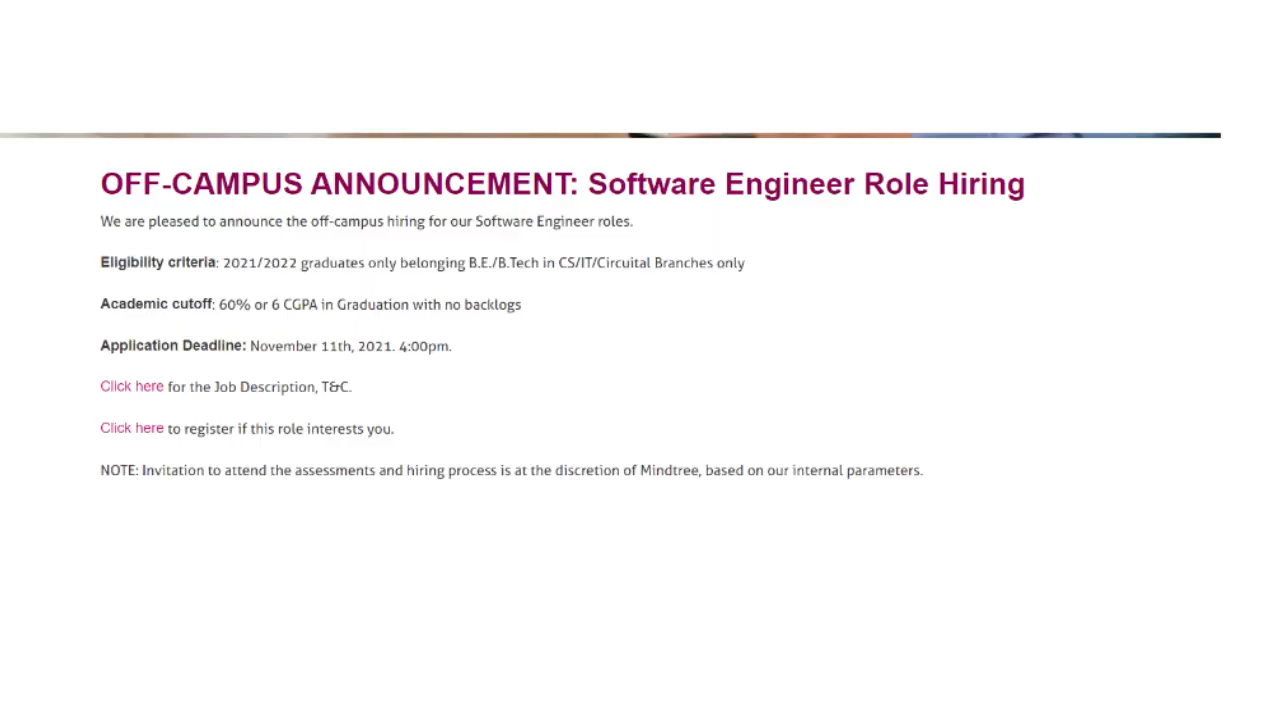 OFF-CAMPUS ANNOUNCEMENT: Software Engineer Role Hiring
We are pleased to announce the off-campus hiring for our Software Engineer roles.
Eligibility criteria: 2021/2022 graduates only belonging B.E./B.Tech in CS/IT/Circuital Branches only
Academic cutoff: 60% or 6 CGPA in Graduation with no backlogs
Application Deadline: November 11th, 2021. 4:00pm.
Click here for the Job Description, T&C.
Click here to register if this role interests you.
NOTE: Invitation to attend the assessments and hiring process is at the discretion of Mindtree, based on our internal parameters.